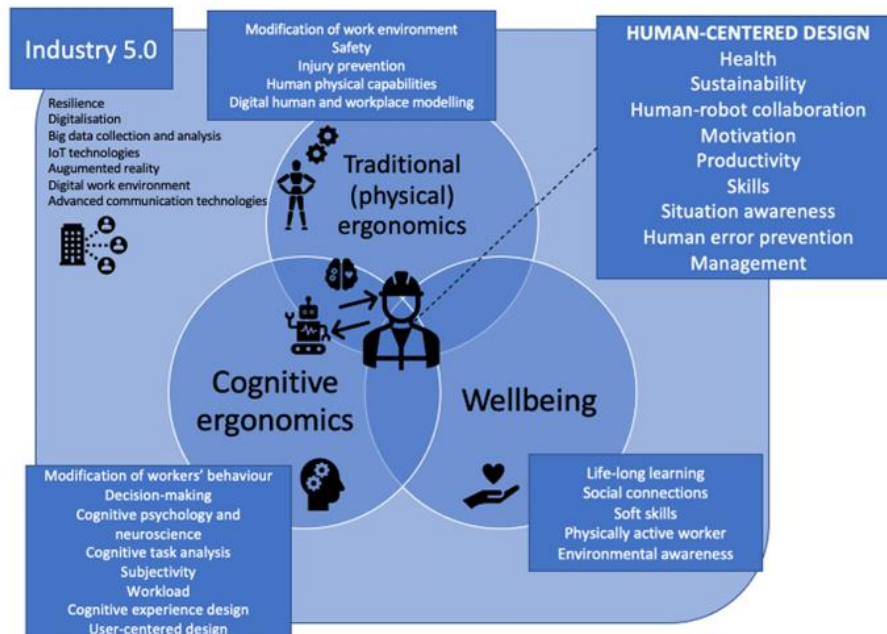 Industry 5.0
Resilience
Digitalisation
Big data collection and analysis
IoT technologies
Augumented reality
Digital work environment
Advanced communication technologies
Modification of work environment
Safety
Injury prevention
Human physical capabilities
Digital human and workplace modelling
HUMAN-CENTERED DESIGN
Health
Sustainability
Human-robot collaboration
Motivation
Productivity
Skills
Situation awareness
Human error prevention
Management
Traditional
(physical)
ergonomics
Cognitive
ergonomics
Wellbeing
Modification of workers' behaviour
Decision-making
Cognitive psychology and
neuroscience
Cognitive task analysis
Subjectivity
Workload
Cognitive experience design
User-centered design
Life-long learning
Social connections
Soft skills
Physically active worker
Environmental awareness